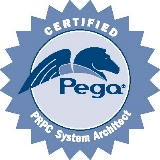 CERTIFIED
Pega®
PRPC System Architect